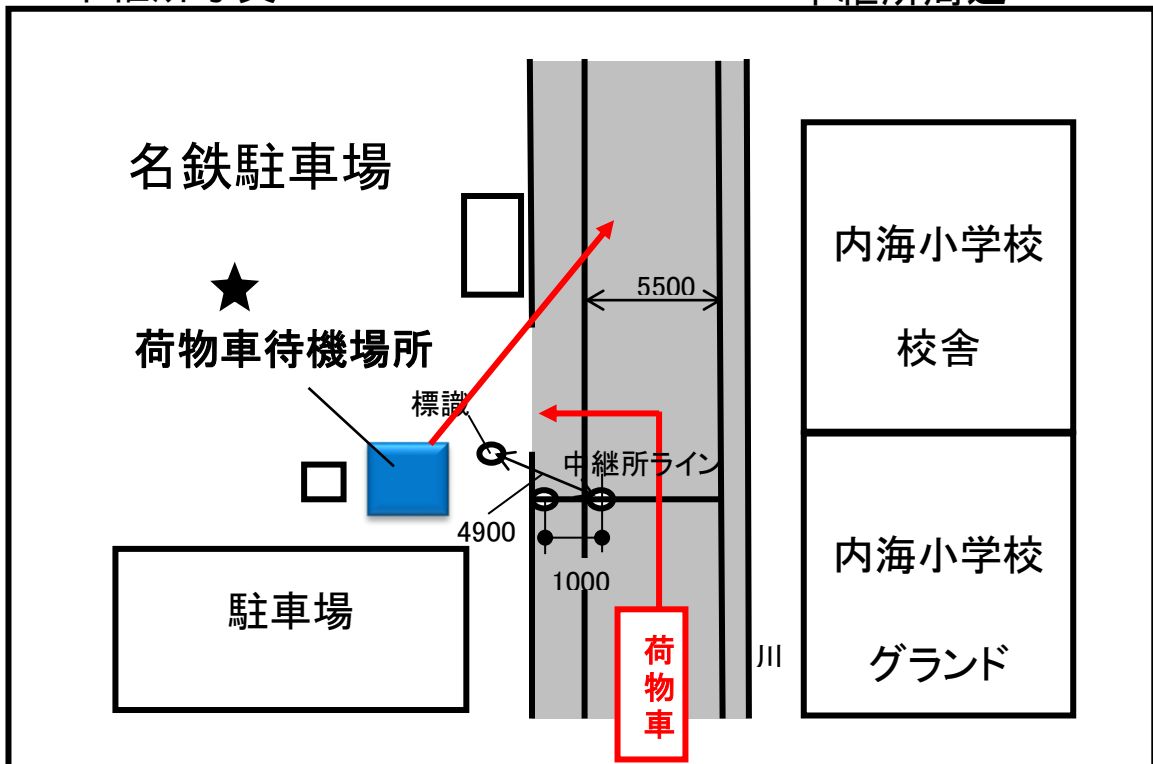 名鉄駐車場
内海小学校
校舎
5500
荷物車待機場所
標識
中継所ライン
4900
1000
内海小学校
グランド
駐車場
荷物車
川